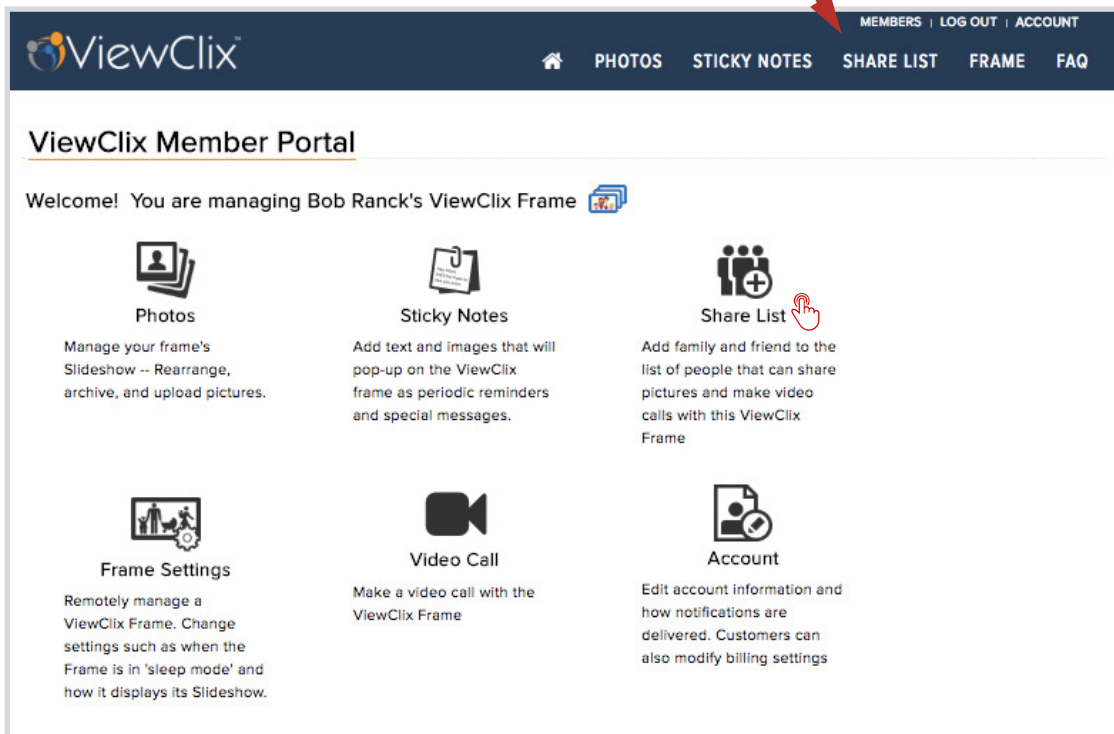 MEMBERS | LOG OUT | ACCOUNT
ViewClix™
PHOTOS STICKY NOTES SHARE LIST FRAME FAQ
ViewClix Member Portal
Welcome! You are managing Bob Ranck's ViewClix Frame
Photos
Manage your frame's
Slideshow -- Rearrange,
archive, and upload pictures.
Sticky Notes
Add text and images that will
pop-up on the ViewClix
frame as periodic reminders
and special messages.
Share List
Add family and friend to the
list of people that can share
pictures and make video
calls with this ViewClix
Frame
Frame Settings
Remotely manage a
ViewClix Frame. Change
settings such as when the
Frame is in 'sleep mode' and
how it displays its Slideshow.
Video Call
Make a video call with the
ViewClix Frame
Account
Edit account information and
how notifications are
delivered. Customers can
also modify billing settings